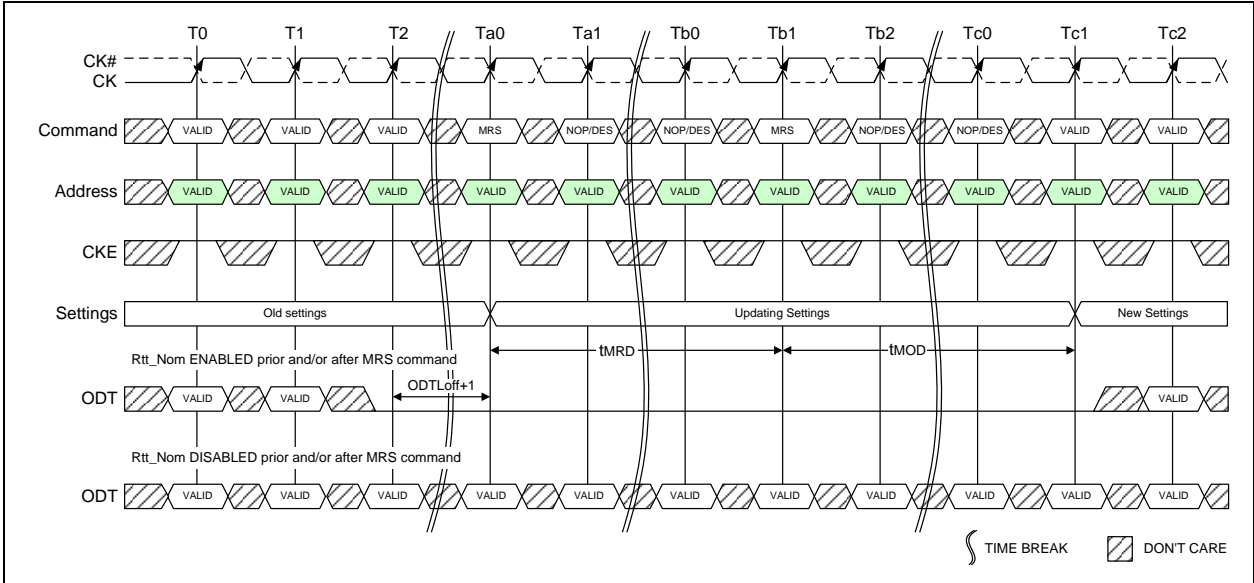 T0 T1 T2 Ta0 Ta1 Tb0 Tb1 Tb2 Tc0 Tc1 Tc2
CK#
CK
Command VALID VALID VALID MRS NOP/DES NOP/DES MRS NOP/DES NOP/DES VALID VALID
Address VALID VALID VALID VALID VALID VALID VALID VALID VALID VALID VALID
CKE
Settings Old settings Updating Settings New Settings
tMRD tMOD
Rtt_Nom ENABLED prior and/or after MRS command
ODTLoff+1
ODT VALID VALID VALID
Rtt_Nom DISABLED prior and/or after MRS command
ODT VALID VALID VALID VALID VALID VALID VALID VALID VALID VALID VALID
TIME BREAK DON'T CARE